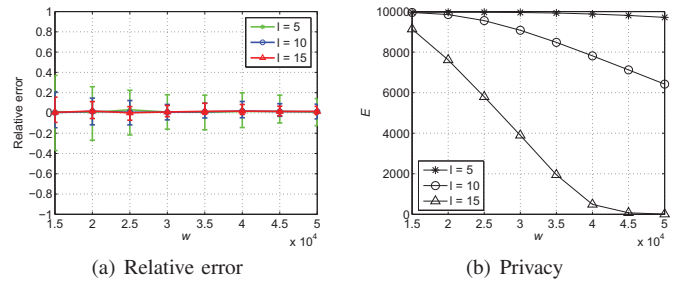 1
0.8
0.6
0.4
0.2
0
−0.2
−0.4
−0.6
−0.8
−1
Relative error
l = 5
l = 10
l = 15
1.5 2 2.5 3 3.5 4 4.5 5
w
x 10^4
(a) Relative error
10000
8000
6000
4000
2000
0
E
l = 5
l = 10
l = 15
1.5 2 2.5 3 3.5 4 4.5 5
w
x 10^4
(b) Privacy